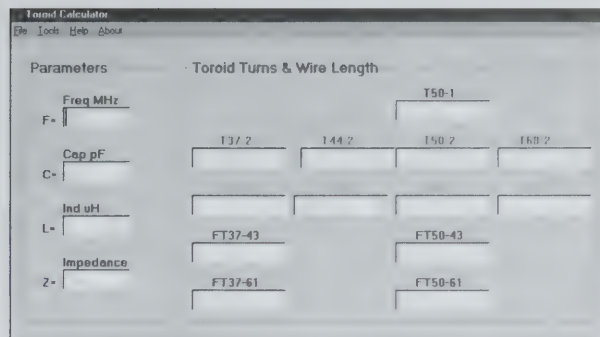 Toroid Calculator
File Tools Help About
Parameters
Toroid Turns & Wire Length
Freq MHz
F=
T50-1
Cap pF
C=
T37-2 T44-2 T50-2 T68-2
Ind uH
L=
FT37-43 FT50-43
Impedance
Z=
FT37-61 FT50-61